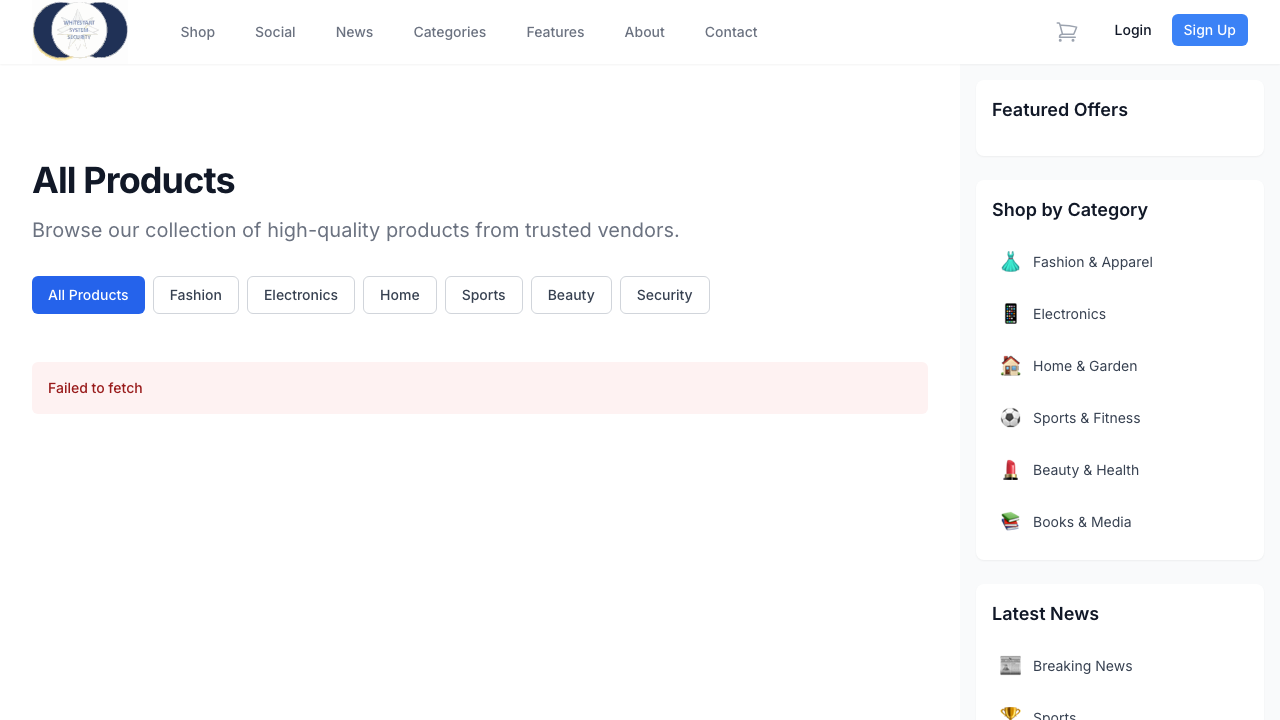 WHITESTARR
SYSTEM
SECURITY
Shop
Social
News
Categories
Features
About
Contact
Login
Sign Up
All Products
Browse our collection of high-quality products from trusted vendors.
All Products
Fashion
Electronics
Home
Sports
Beauty
Security
Failed to fetch
Featured Offers
Shop by Category
Fashion & Apparel
Electronics
Home & Garden
Sports & Fitness
Beauty & Health
Books & Media
Latest News
Breaking News
Sports